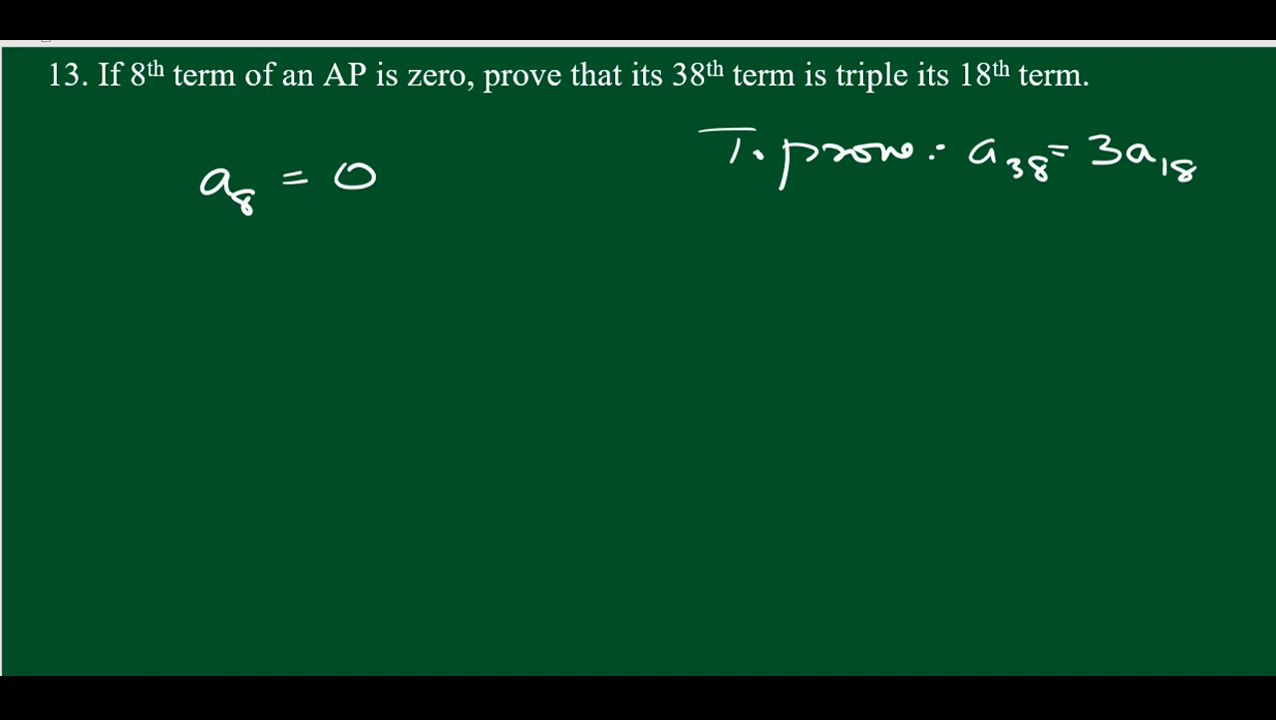 13. If 8th term of an AP is zero, prove that its 38th term is triple its 18th term.
T. prove: a₃₈ = 3a₁₈
a₈ = 0